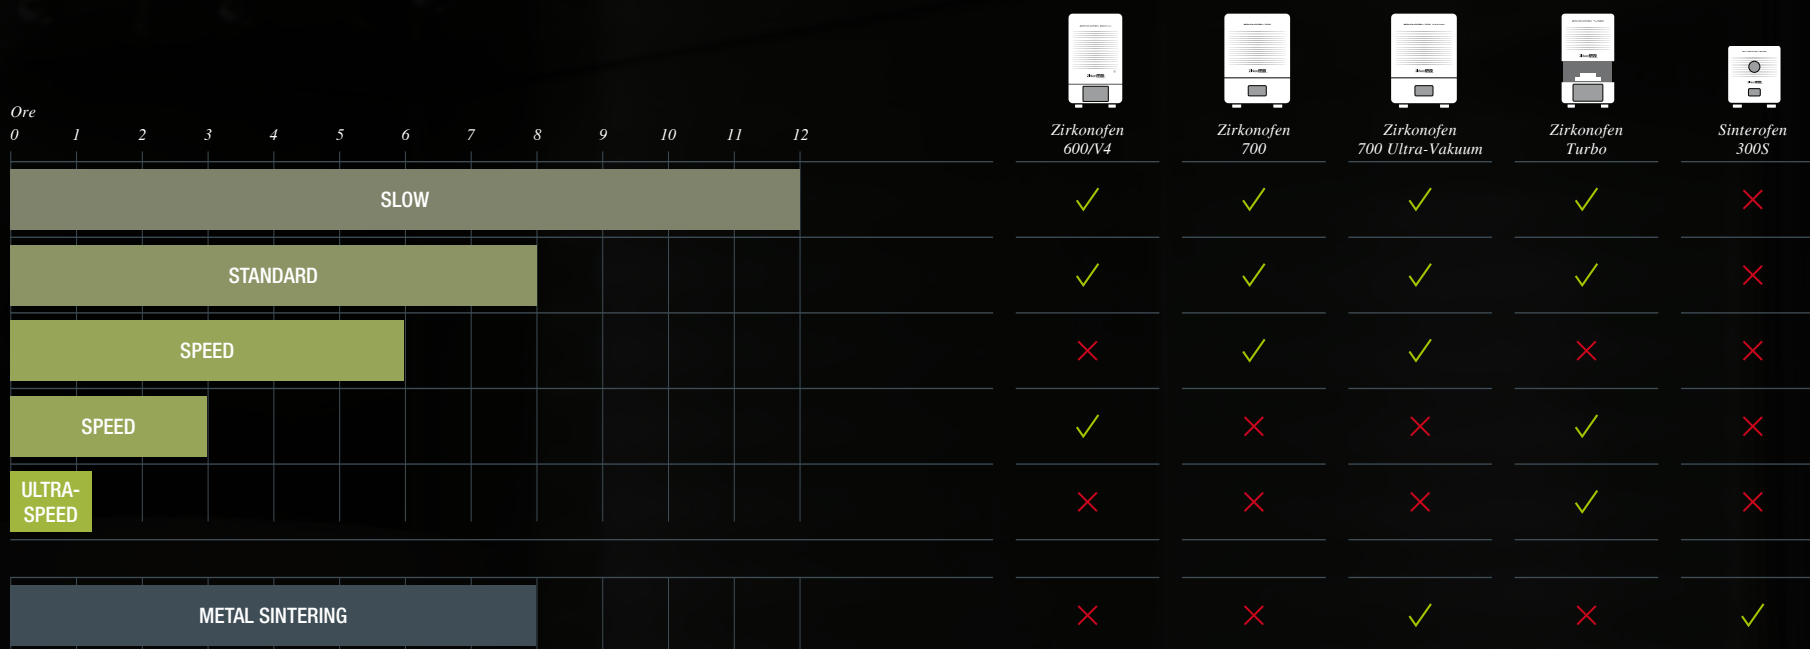 Ore
0 1 2 3 4 5 6 7 8 9 10 11 12
Zirkonofen
600/V4
Zirkonofen
700
Zirkonofen
700 Ultra-Vakuum
Zirkonofen
Turbo
Sinterofen
300S
SLOW
STANDARD
SPEED
SPEED
ULTRA-
SPEED
METAL SINTERING